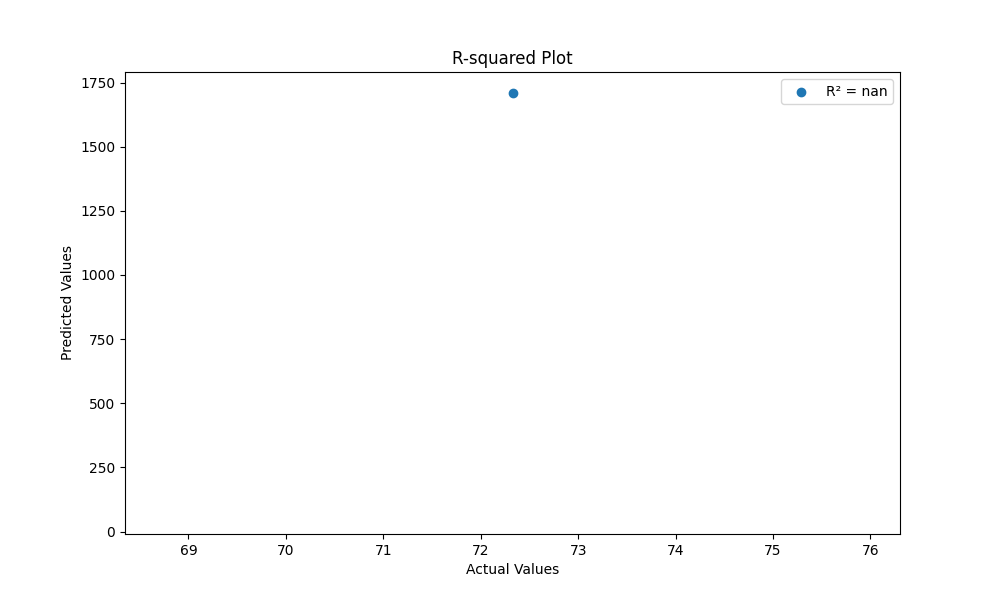 R-squared Plot
R² = nan
1750
1500
1250
1000
750
500
250
0
Predicted Values
69 70 71 72 73 74 75 76
Actual Values